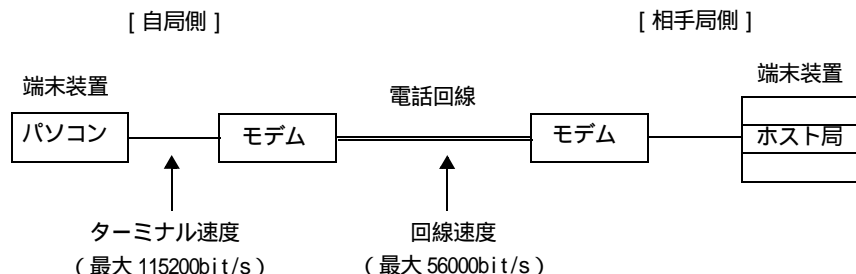 [ 自局側 ]
[ 相手局側 ]
端末装置
電話回線
端末装置
パソコン
モデム
モデム
ホスト局
ターミナル速度
(最大 115200bit/s)
回線速度
(最大 56000bit/s)